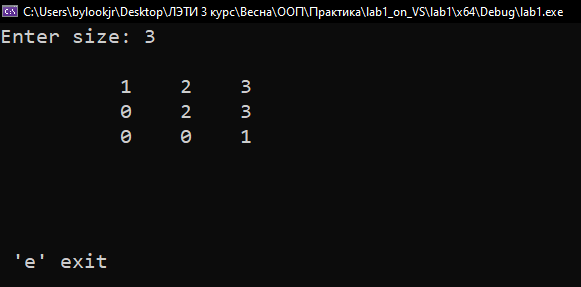 C:\Users\bylookjr\Desktop\ЛЭТИ 3 курс\Весна\ООП\Практика\lab1_on_VS\lab1\x64\Debug\lab1.exe
Enter size: 3
1 2 3
0 2 3
0 0 1
'e' exit